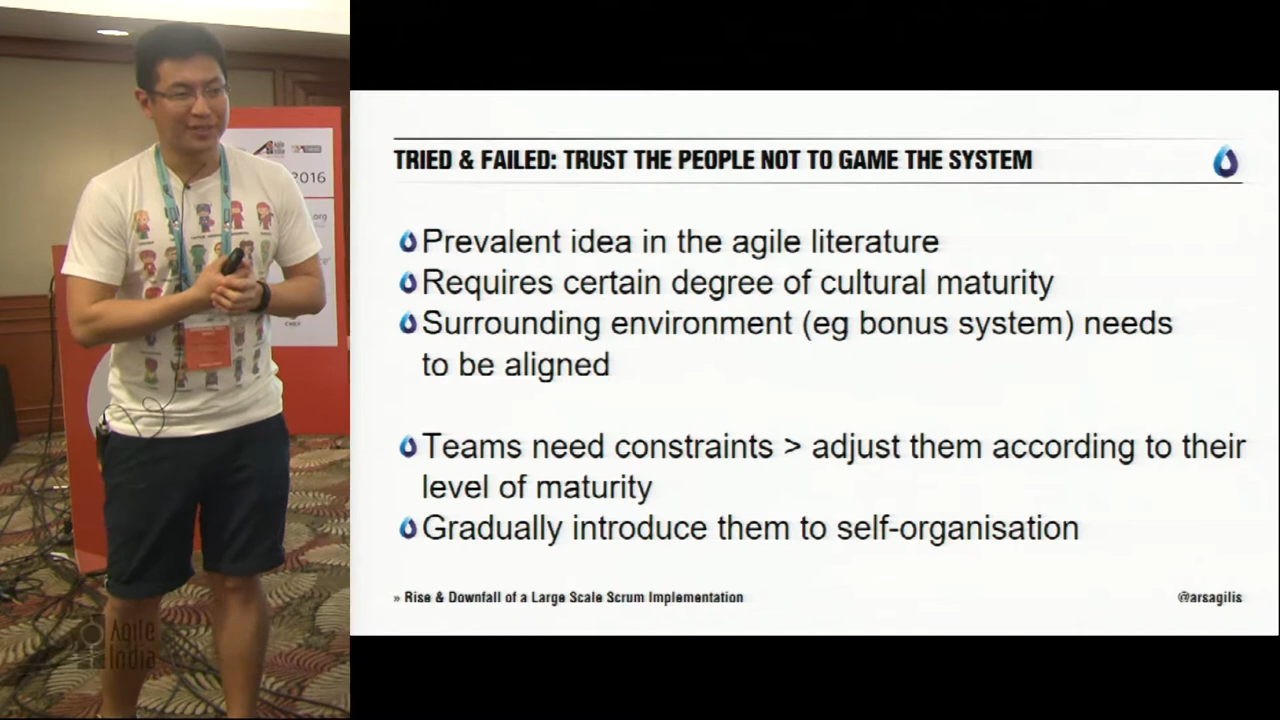 2016
.org
CHEF
Agile
India
TRIED & FAILED: TRUST THE PEOPLE NOT TO GAME THE SYSTEM
Prevalent idea in the agile literature
Requires certain degree of cultural maturity
Surrounding environment (eg bonus system) needs
to be aligned
Teams need constraints > adjust them according to their
level of maturity
Gradually introduce them to self-organisation
» Rise & Downfall of a Large Scale Scrum Implementation
@arsagilis